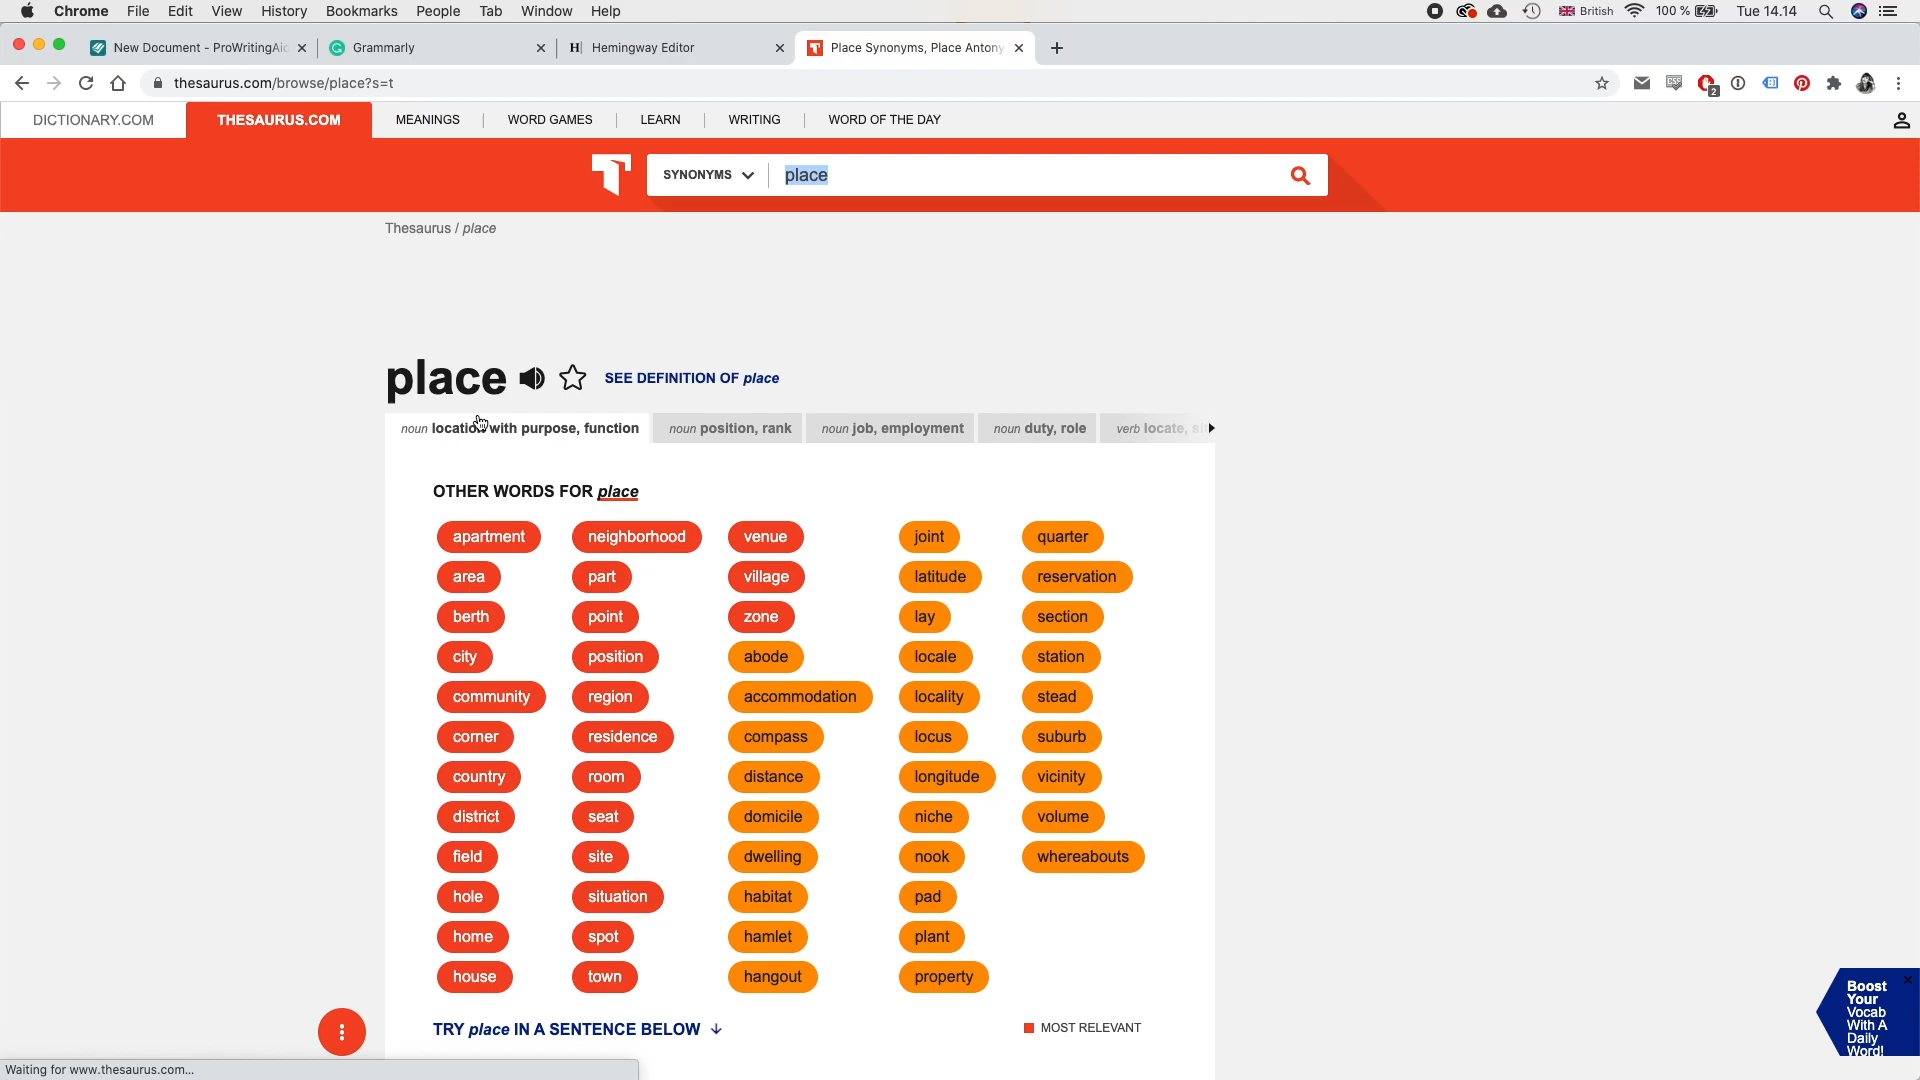 Chrome File Edit View History Bookmarks People Tab Window Help British 100 % Tue 14.14
New Document - ProWritingAid Grammarly H Hemingway Editor Place Synonyms, Place Antony
thesaurus.com/browse/place?s=t 2
DICTIONARY.COM THESAURUS.COM MEANINGS WORD GAMES LEARN WRITING WORD OF THE DAY
SYNONYMS place
Thesaurus / place
place SEE DEFINITION OF place
noun location with purpose, function noun position, rank noun job, employment noun duty, role verb locate,
OTHER WORDS FOR place
apartment neighborhood venue joint quarter
area part village latitude reservation
berth point zone lay section
city position abode locale station
community region accommodation locality stead
corner residence compass locus suburb
country room distance longitude vicinity
district seat domicile niche volume
field site dwelling nook whereabouts
hole situation habitat pad
home spot hamlet plant
house town hangout property
TRY place IN A SENTENCE BELOW MOST RELEVANT
Boost
Your
Vocab
With A
Daily
Word!
Waiting for www.thesaurus.com...